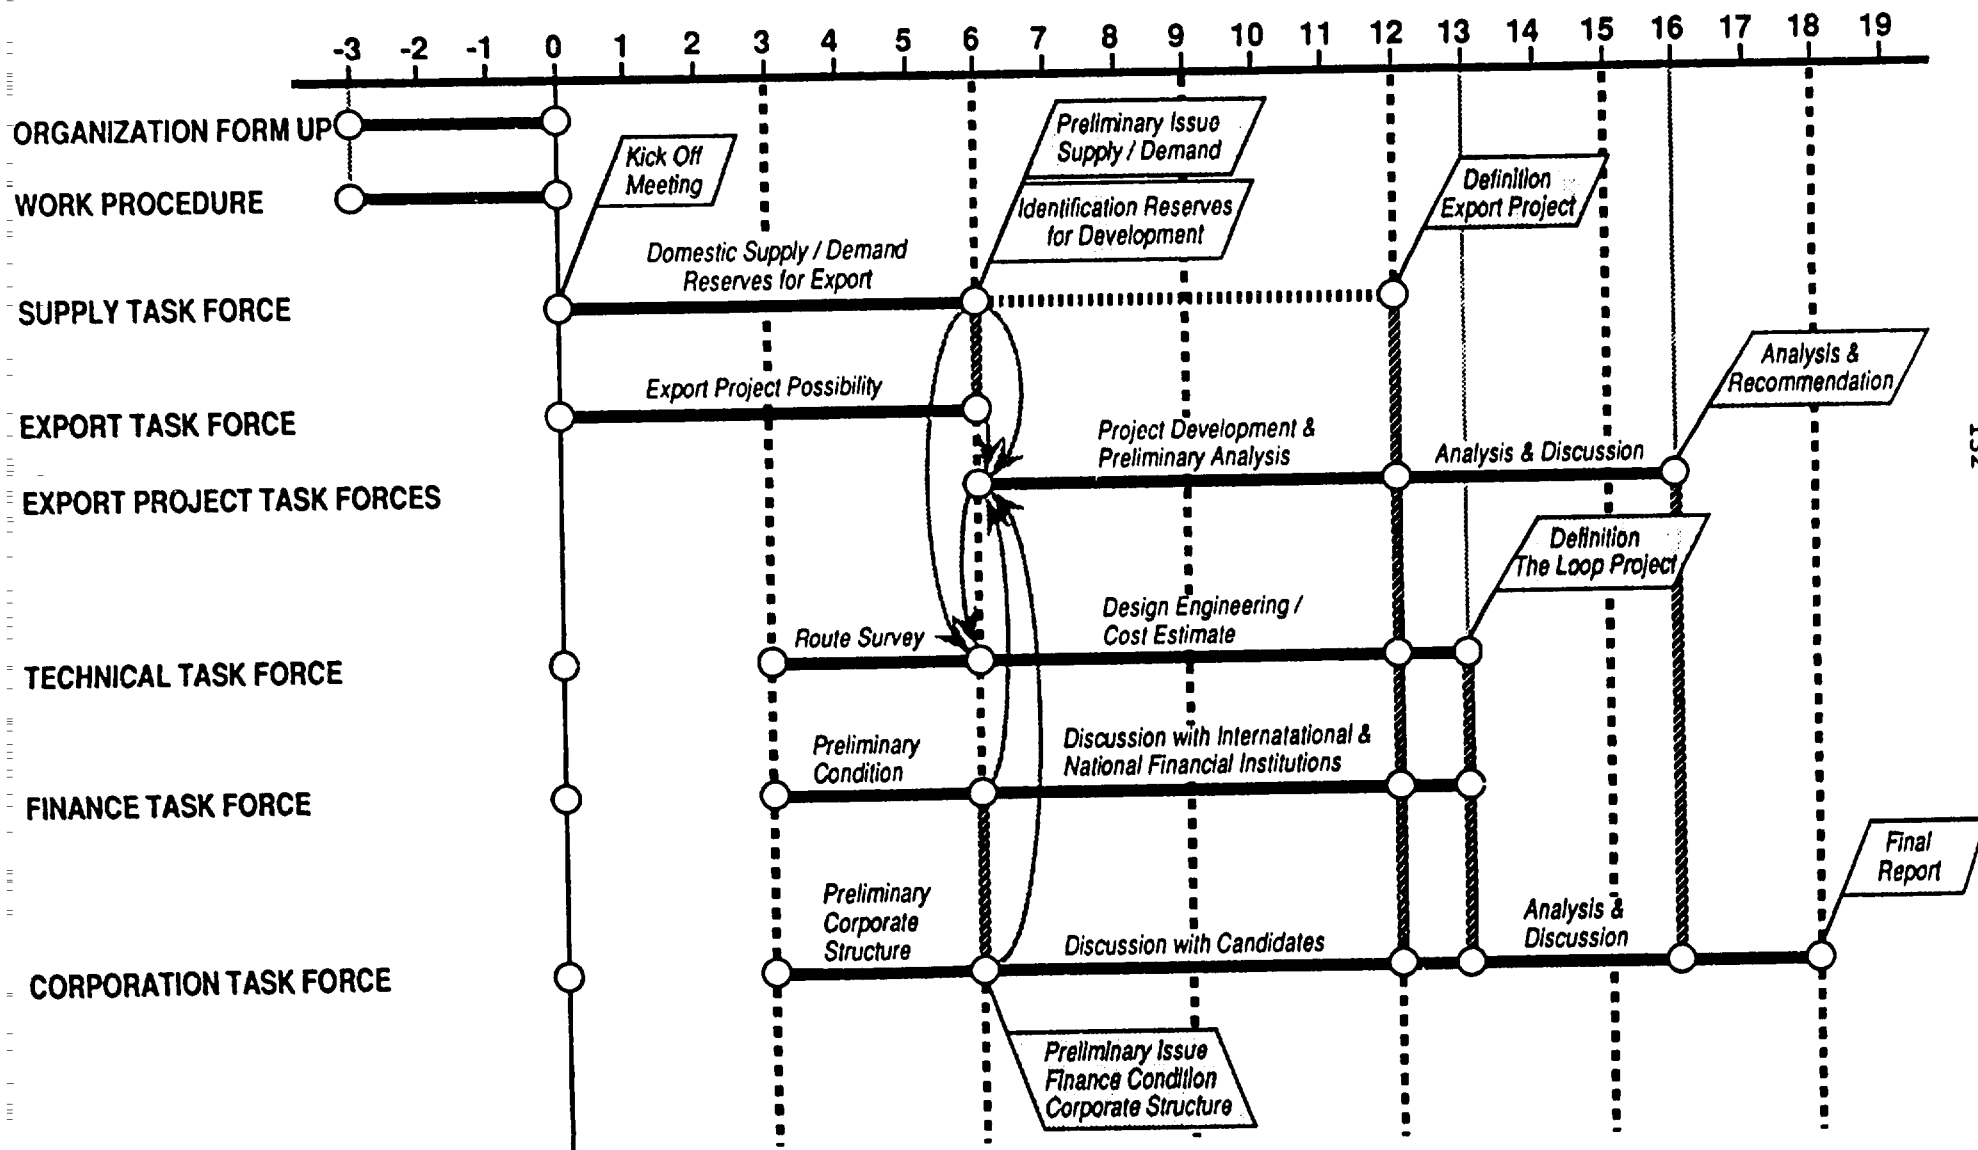 -3 -2 -1 0 1 2 3 4 5 6 7 8 9 10 11 12 13 14 15 16 17 18 19
ORGANIZATION FORM UP
Preliminary Issue
Supply / Demand
Kick Off
Meeting
Definition
Export Project
WORK PROCEDURE
Identification Reserves
for Development
Domestic Supply / Demand
Reserves for Export
SUPPLY TASK FORCE
Analysis &
Recommendation
Export Project Possibility
EXPORT TASK FORCE
Project Development &
Preliminary Analysis
Analysis & Discussion
EXPORT PROJECT TASK FORCES
Definition
The Loop Project
Design Engineering /
Cost Estimate
Route Survey
TECHNICAL TASK FORCE
Preliminary
Condition
Discussion with Internatational &
National Financial Institutions
FINANCE TASK FORCE
Final
Report
Preliminary
Corporate
Structure
Discussion with Candidates
Analysis &
Discussion
CORPORATION TASK FORCE
Preliminary Issue
Finance Condition
Corporate Structure